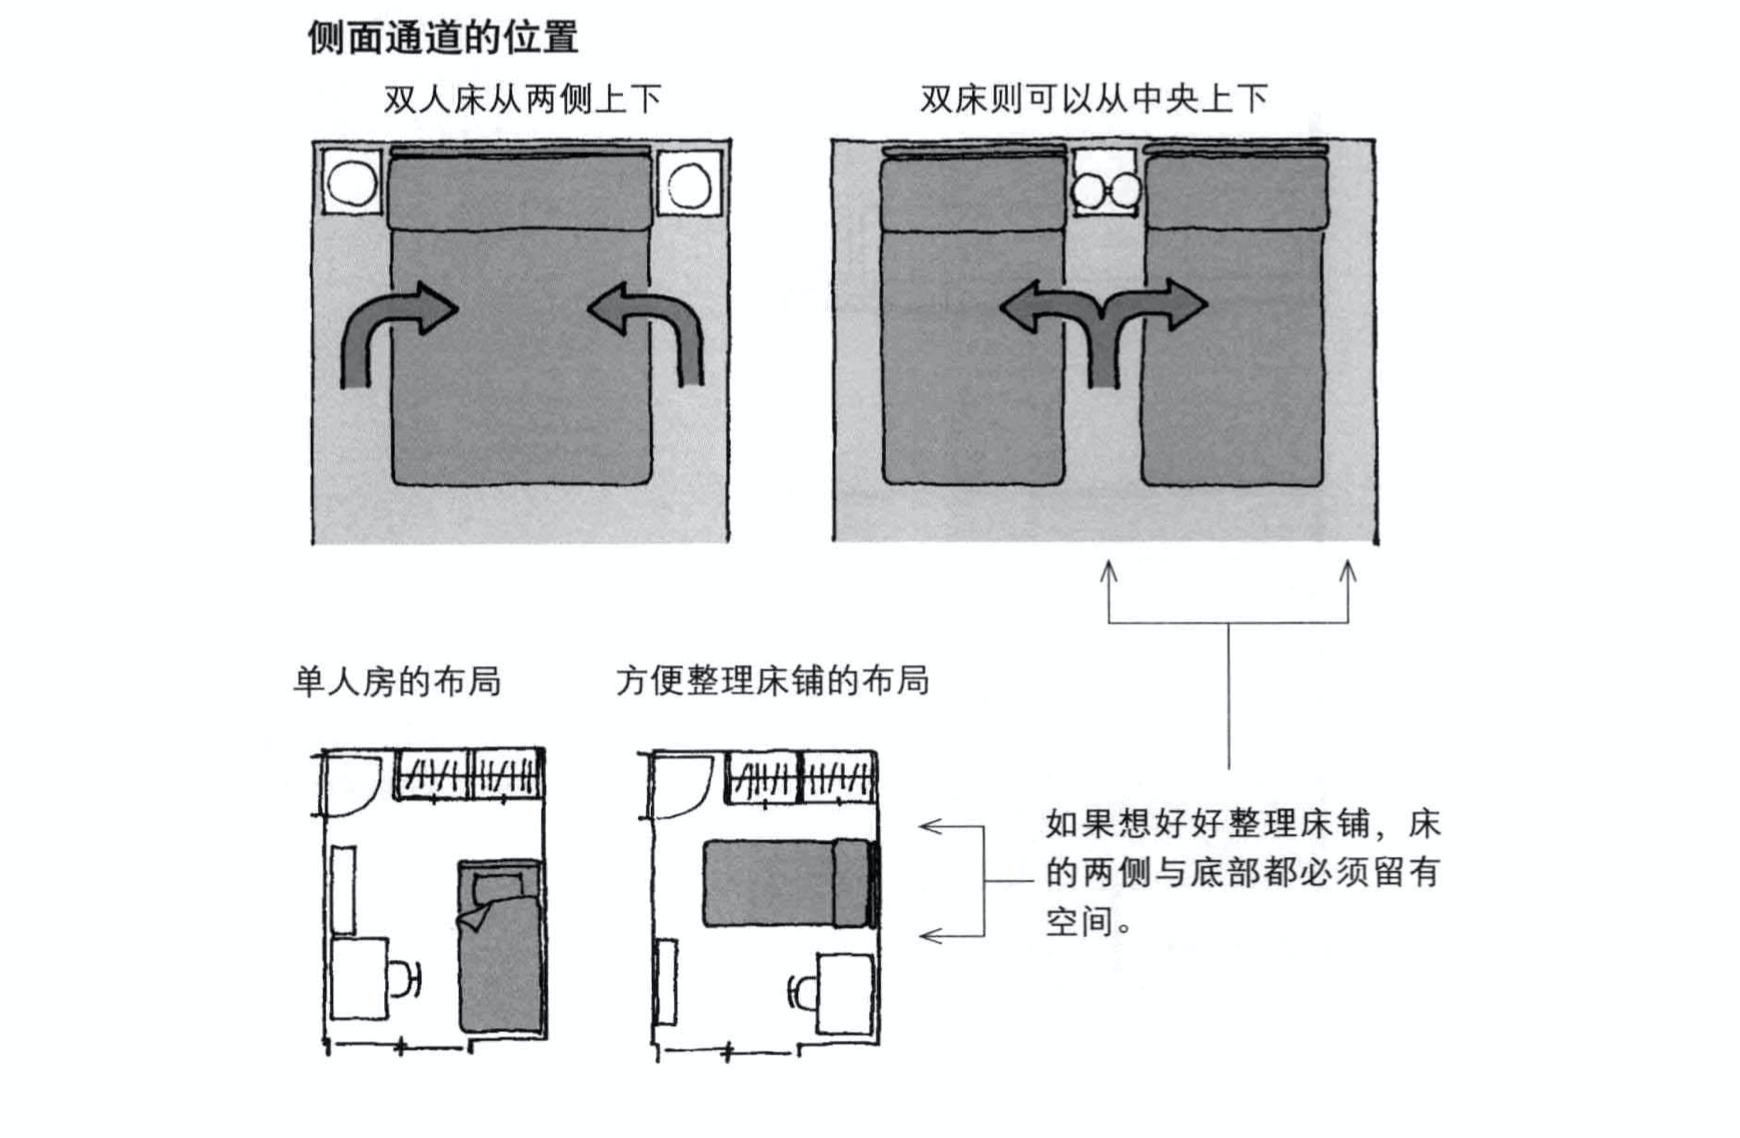 侧面通道的位置
双人床从两侧上下
双床则可以从中央上下
单人房的布局
方便整理床铺的布局
如果想好好整理床铺，床
的两侧与底部都必须留有
空间。